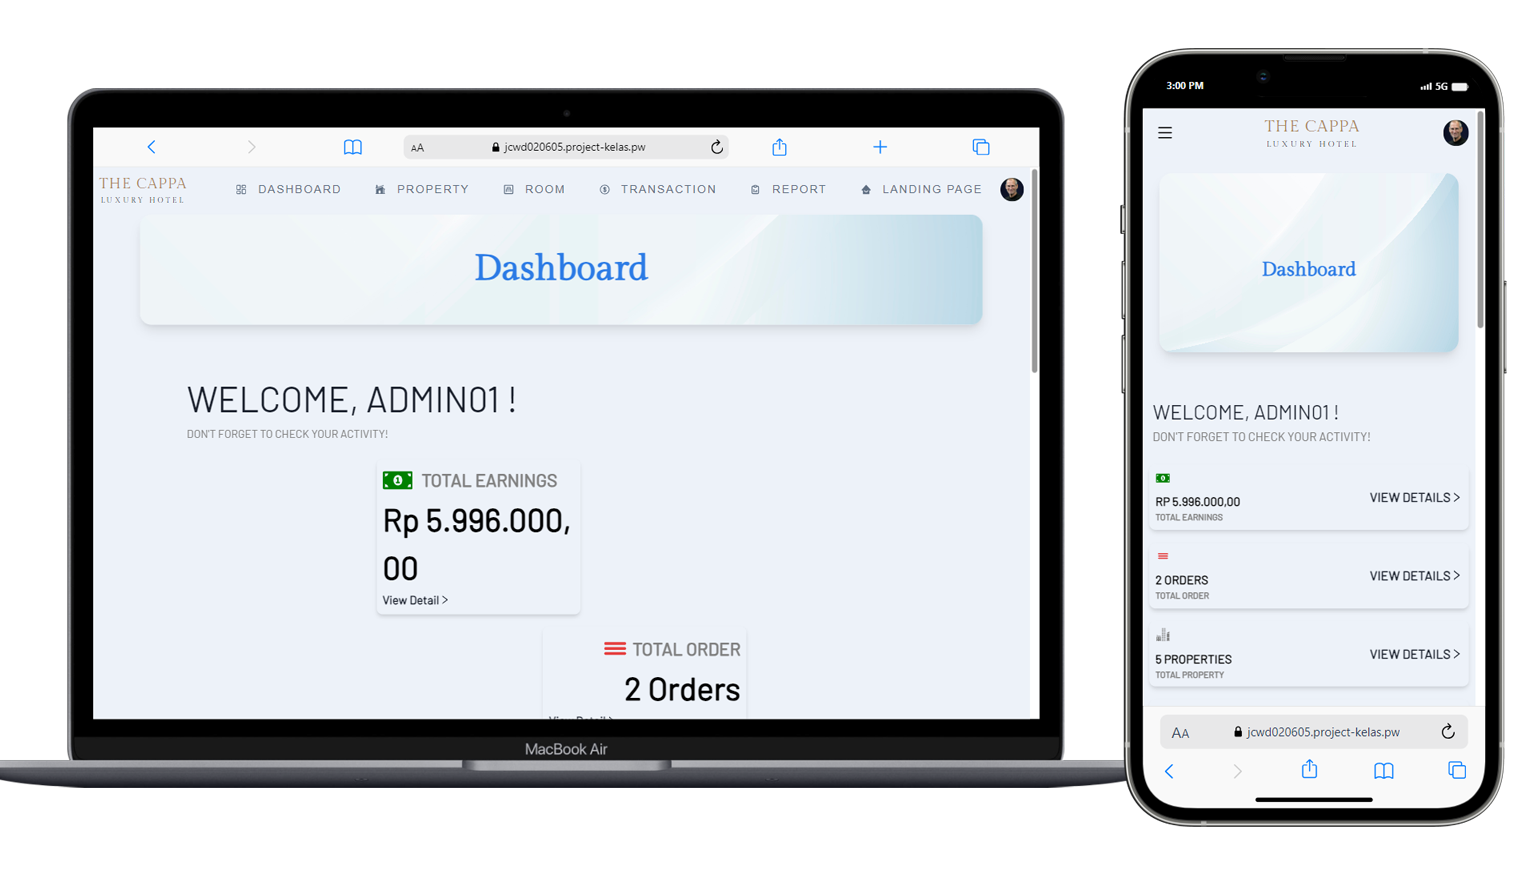 AA jcwd020605.project-kelas.pw
THE CAPPA
LUXURY HOTEL
DASHBOARD PROPERTY ROOM TRANSACTION REPORT LANDING PAGE
Dashboard
WELCOME, ADMIN01 !
DON'T FORGET TO CHECK YOUR ACTIVITY!
TOTAL EARNINGS
Rp 5.996.000,
00
View Detail >
TOTAL ORDER
2 Orders
View Detail >
MacBook Air
3:00 PM 5G
THE CAPPA
LUXURY HOTEL
Dashboard
WELCOME, ADMIN01 !
DON'T FORGET TO CHECK YOUR ACTIVITY!
RP 5.996.000,00
TOTAL EARNINGS
VIEW DETAILS >
2 ORDERS
TOTAL ORDER
VIEW DETAILS >
5 PROPERTIES
TOTAL PROPERTY
VIEW DETAILS >
AA jcwd020605.project-kelas.pw